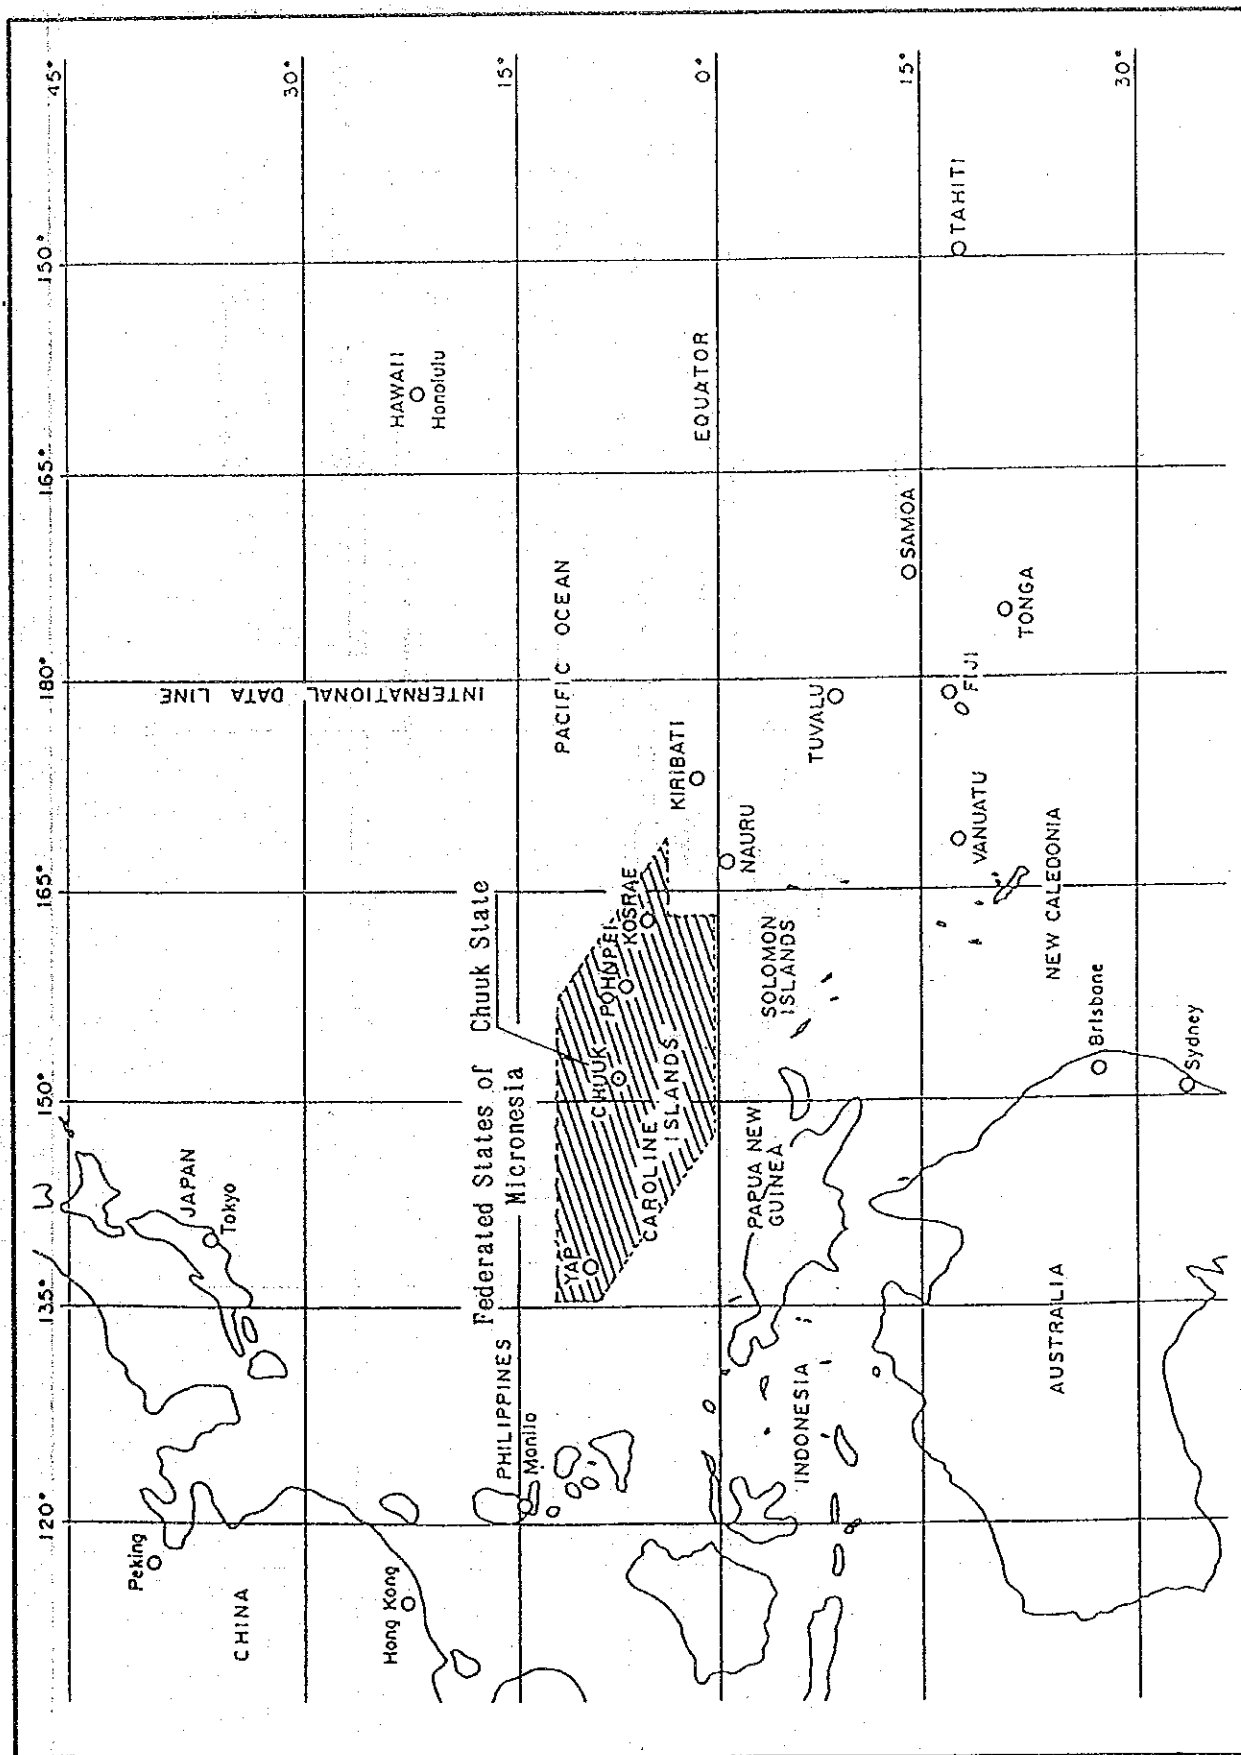 120°
135°
150°
165°
180°
165°
150°
45°
30°
15°
0°
15°
30°
Peking
CHINA
Hong Kong
JAPAN
Tokyo
PHILIPPINES
Manila
Federated States of
Micronesia
Chuuk State
INTERNATIONAL DATA LINE
HAWAII
Honolulu
PACIFIC OCEAN
YAP
CHUUK
POHNPEI
KOSRAE
CAROLINE
ISLANDS
KIRIBATI
EQUATOR
NAURU
PAPUA NEW
GUINEA
SOLOMON
ISLANDS
INDONESIA
TUVALU
SAMOA
VANUATU
FIJI
TONGA
TAHITI
NEW CALEDONIA
AUSTRALIA
Brisbane
Sydney